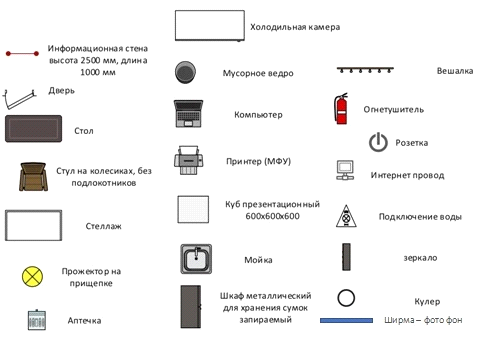 Холодильная камера
Информационная стена
высота 2500 мм, длина
1000 мм
Мусорное ведро
Вешалка
Дверь
Компьютер
Огнетушитель
Стол
Розетка
Принтер (МФУ)
Стул на колесиках, без
подлокотников
Интернет провод
Куб презентационный
600х600х600
Подключение воды
Стеллаж
Мойка
зеркало
Прожектор на
прищепке
Шкаф металлический
для хранения сумок
запираемый
Кулер
Аптечка
Ширма – фото фон